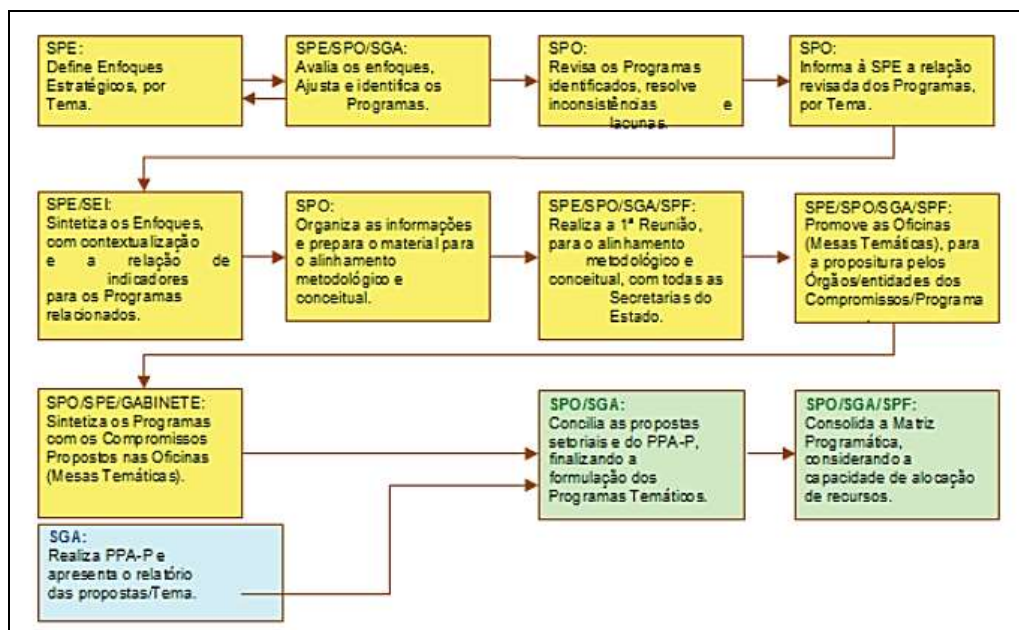 SPE:
Define Enfoques
Estratégicos, por
Tema.
SPE/SPO/SGA:
Avalia os enfoques,
Ajusta e identifica os
Programas.
SPO:
Revisa os Programas
identificados, resolve
inconsistências e
lacunas.
SPO:
Informa à SPE a relação
revisada dos Programas,
por Tema.
SPE/SEI:
Sintetiza os Enfoques,
com contextualização
e a relação de
indicadores
para os Programas
relacionados.
SPO:
Organiza as informações
e prepara o material para
o alinhamento
metodológico e
conceitual.
SPE/SPO/SGA/SPF:
Realiza a 1ª Reunião,
para o alinhamento
metodológico e
conceitual, com todas as
Secretarias do
Estado.
SPE/SPO/SGA/SPF:
Promove as Oficinas
(Mesas Temáticas), para
a propositura pelos
Órgãos/entidades dos
Compromissos/Programa
SPO/SPE/GABINETE:
Sintetiza os Programas
com os Compromissos
Propostos nas Oficinas
(Mesas Temáticas).
SPO/SGA:
Concilia as propostas
setoriais e do PPA-P,
finalizando a
formulação dos
Programas Temáticos.
SPO/SGA/SPF:
Consolida a Matriz
Programática,
considerando a
capacidade de alocação
de recursos.
SGA:
Realiza PPA-P e
apresenta o relatório
das propostas/Tema.